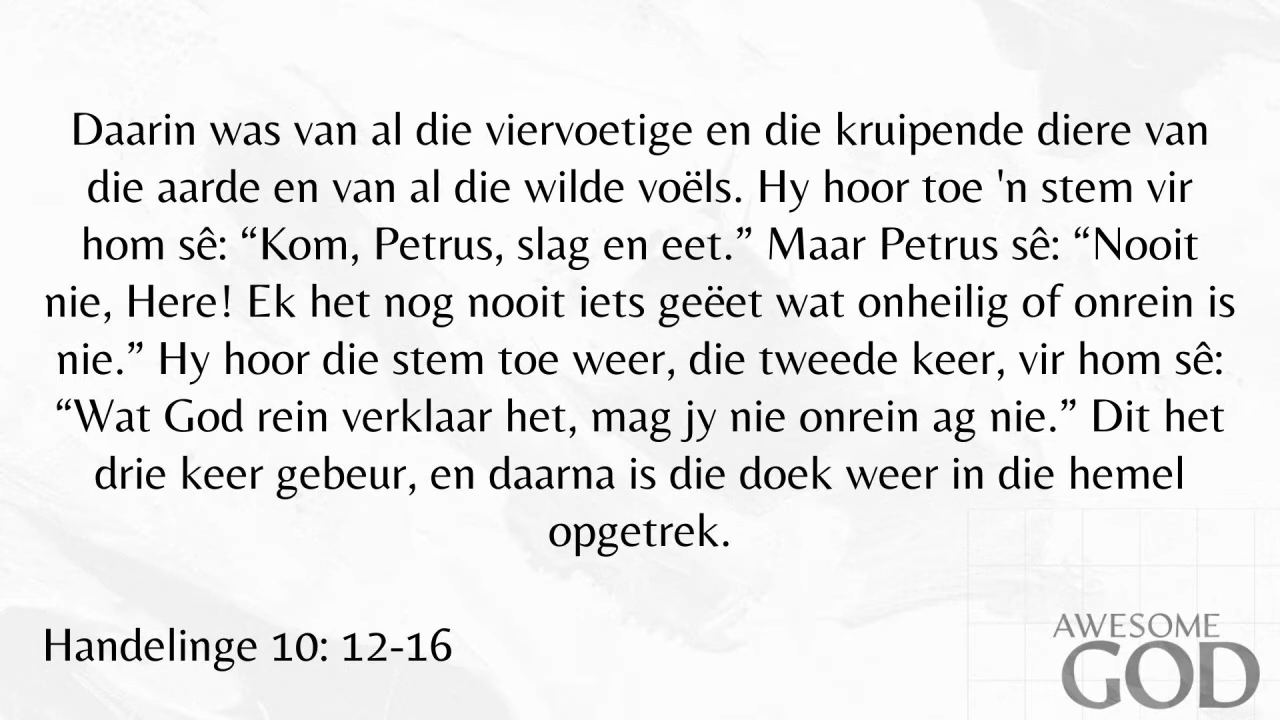 Daarin was van al die viervoetige en die kruipende diere van
die aarde en van al die wilde voëls. Hy hoor toe 'n stem vir
hom sê: “Kom, Petrus, slag en eet.” Maar Petrus sê: “Nooit
nie, Here! Ek het nog nooit iets geëet wat onheilig of onrein is
nie.” Hy hoor die stem toe weer, die tweede keer, vir hom sê:
“Wat God rein verklaar het, mag jy nie onrein ag nie.” Dit het
drie keer gebeur, en daarna is die doek weer in die hemel
opgetrek.
Handelinge 10: 12-16
AWESOME
GOD